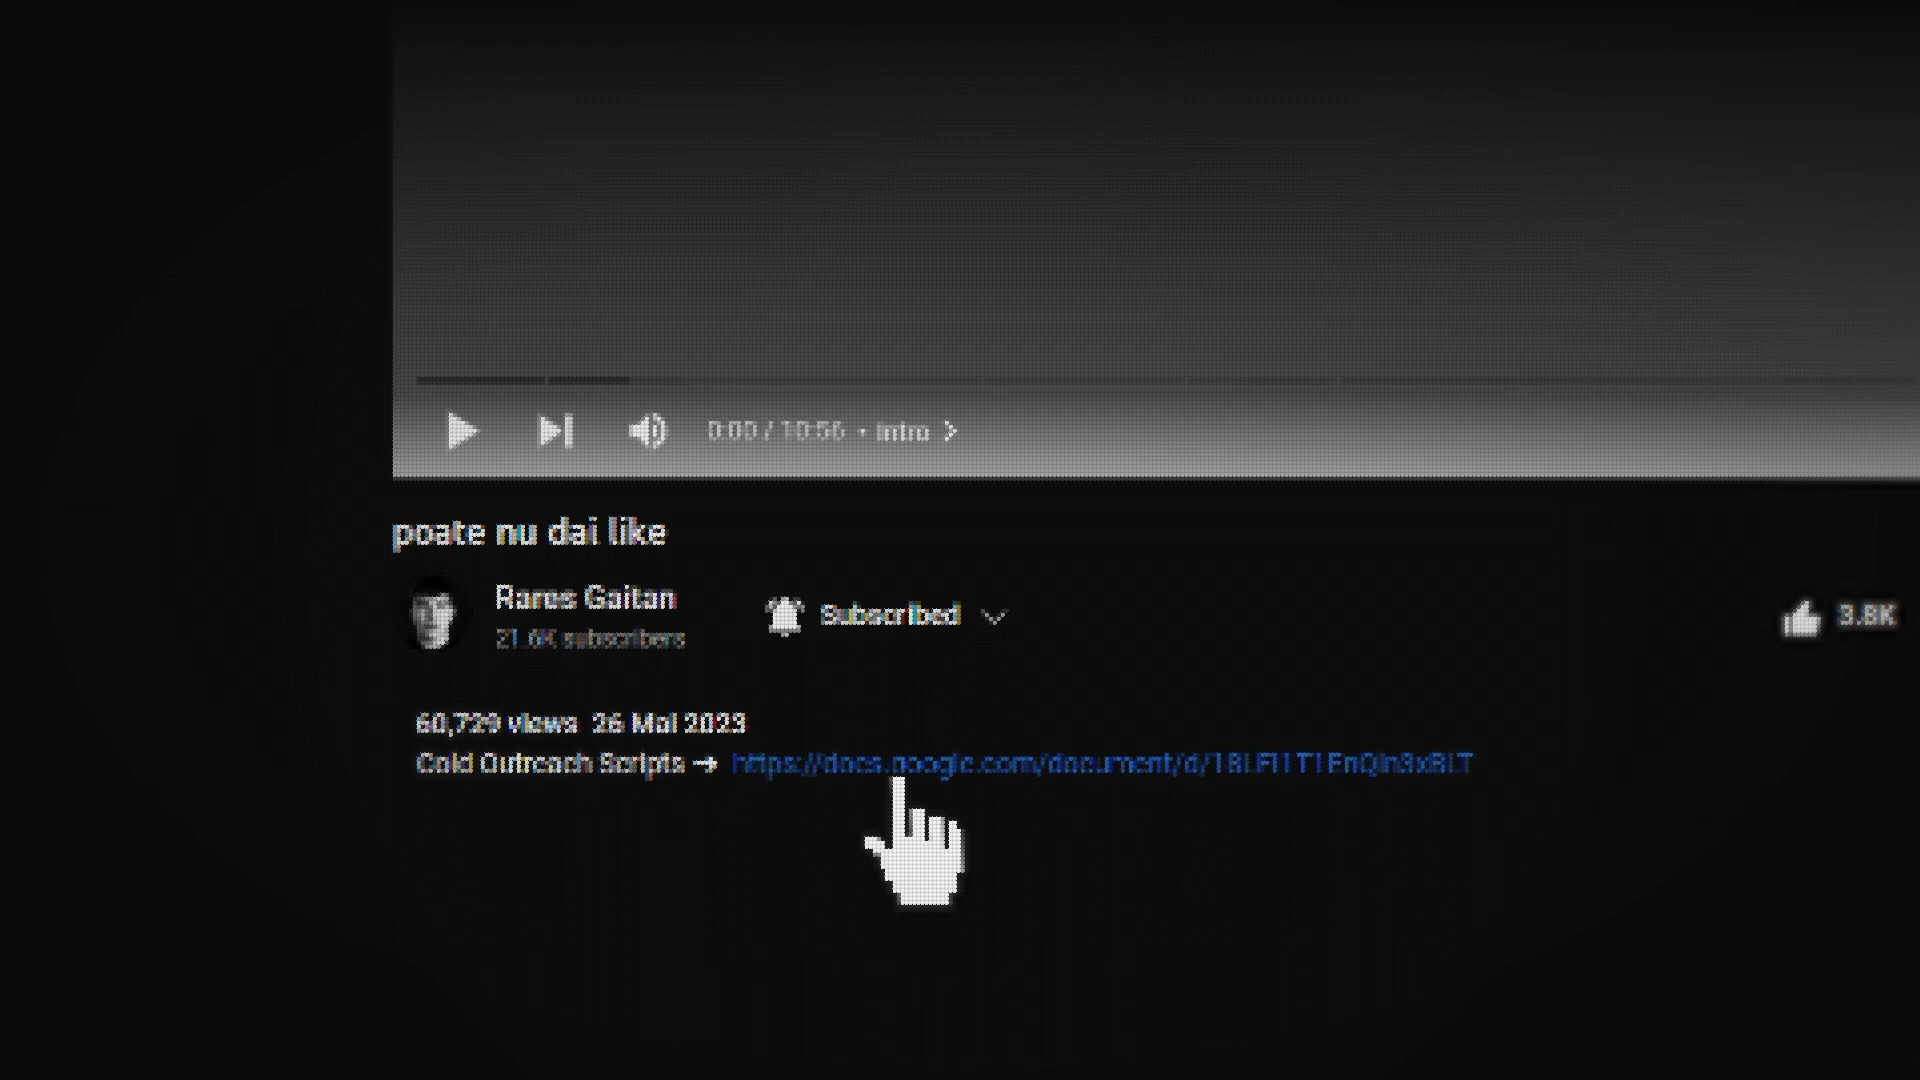 0:00 / 10:56 • Intro
poate nu dai like
Rares Gaitan
21.6K subscribers
Subscribed
3.8K
60,729 views 26 Mai 2023
Cold Outreach Scripts →